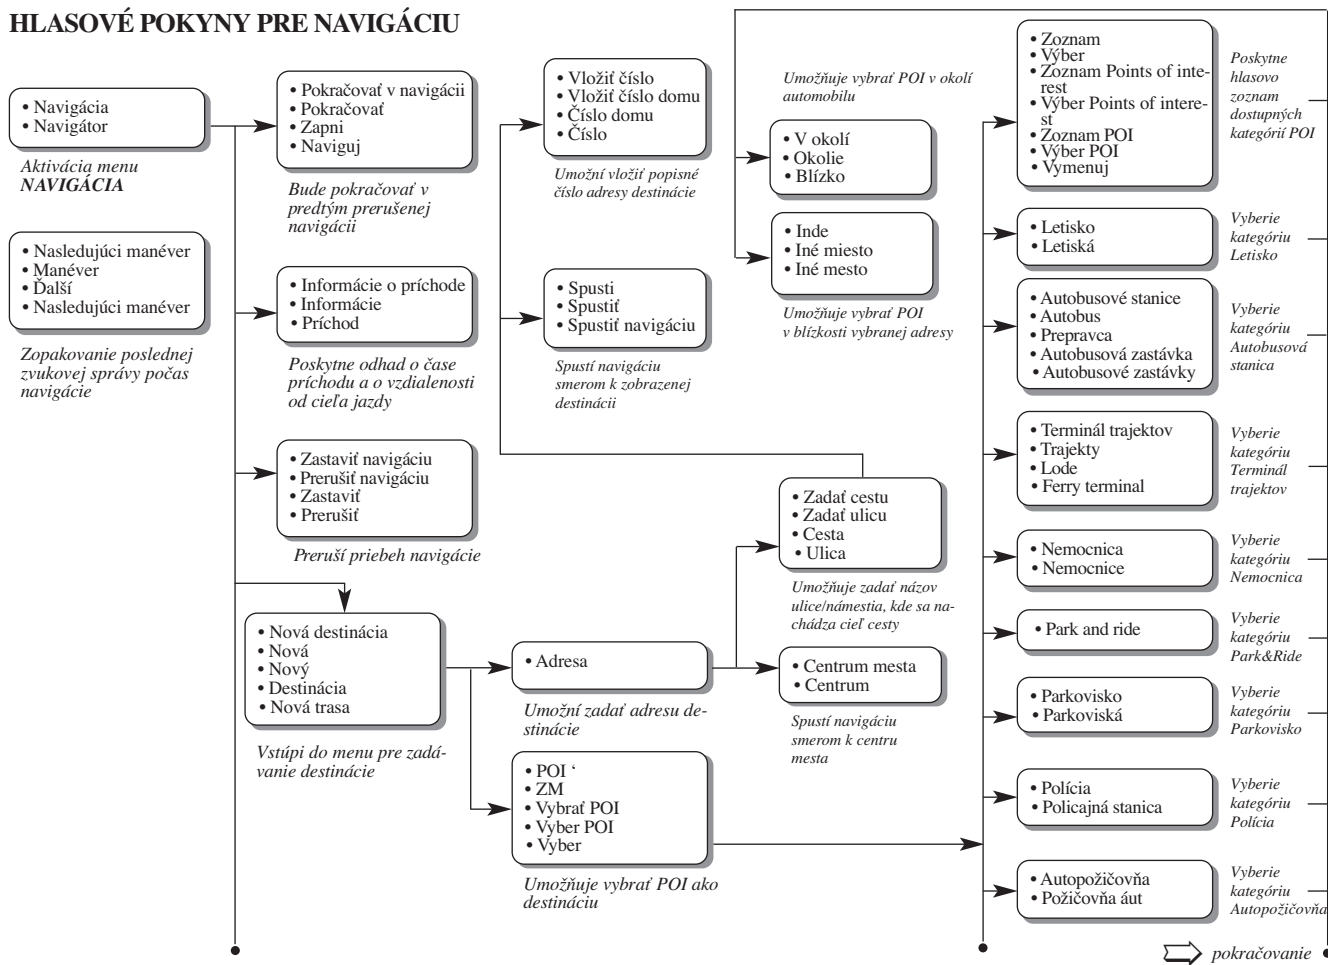 HLASOVÉ POKYNY PRE NAVIGÁCIU
• Navigácia
• Navigátor
Aktivácia menu
NAVIGÁCIA
• Nasledujúci manéver
• Manéver
• Ďalší
• Nasledujúci manéver
Zopakovanie poslednej
zvukovej správy počas
navigácie
• Pokračovať v navigácii
• Pokračovať
• Zapni
• Naviguj
Bude pokračovať v
predtým prerušenej
navigácii
• Informácie o príchode
• Informácie
• Príchod
Poskytne odhad o čase
príchodu a o vzdialenosti
od cieľa jazdy
• Zastaviť navigáciu
• Prerušiť navigáciu
• Zastaviť
• Prerušiť
Preruší priebeh navigácie
• Nová destinácia
• Nová
• Nový
• Destinácia
• Nová trasa
Vstúpi do menu pre zadá-
vanie destinácie
• Vložiť číslo
• Vložiť číslo domu
• Číslo domu
• Číslo
Umožní vložiť popisné
číslo adresy destinácie
• Spusti
• Spustiť
• Spustiť navigáciu
Spustí navigáciu
smerom k zobrazenej
destinácii
• Adresa
Umožní zadať adresu de-
stinácie
• POI ‘
• ZM
• Vybrať POI
• Vyber POI
• Vyber
Umožňuje vybrať POI ako
destináciu
Umožňuje vybrať POI v okolí
automobilu
• V okolí
• Okolie
• Blízko
• Inde
• Iné miesto
• Iné mesto
Umožňuje vybrať POI
v blízkosti vybranej adresy
• Zadať cestu
• Zadať ulicu
• Cesta
• Ulica
Umožňuje zadať názov
ulice/námestia, kde sa na-
chádza cieľ cesty
• Centrum mesta
• Centrum
Spustí navigáciu
smerom k centru
mesta
• Zoznam
• Výber
• Zoznam Points of inte-
rest
• Výber Points of intere-
st
• Zoznam POI
• Výber POI
• Vymenuj
Poskytne
hlasovo
zoznam
dostupných
kategórií POI
• Letisko
• Letiská
Vyberie
kategóriu
Letisko
• Autobusové stanice
• Autobus
• Prepravca
• Autobusová zastávka
• Autobusové zastávky
Vyberie
kategóriu
Autobusová
stanica
• Terminál trajektov
• Trajekty
• Lode
• Ferry terminal
Vyberie
kategóriu
Terminál
trajektov
• Nemocnica
• Nemocnice
Vyberie
kategóriu
Nemocnica
• Park and ride
Vyberie
kategóriu
Park&Ride
• Parkovisko
• Parkoviská
Vyberie
kategóriu
Parkovisko
• Polícia
• Policajná stanica
Vyberie
kategóriu
Polícia
• Autopožičovňa
• Požičovňa áut
Vyberie
kategóriu
Autopožičovňa
pokračovanie